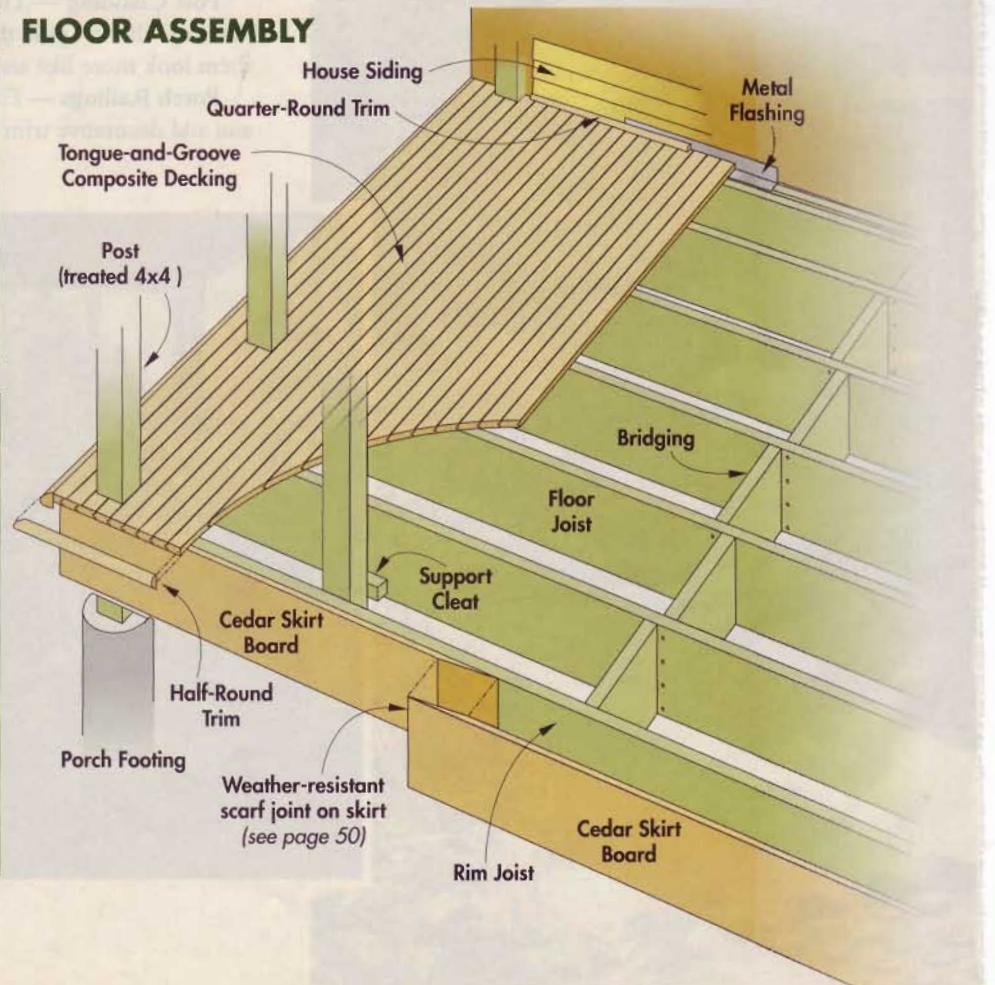 FLOOR ASSEMBLY
House Siding
Quarter-Round Trim
Tongue-and-Groove
Composite Decking
Metal
Flashing
Post
(treated 4x4 )
Bridging
Floor
Joist
Support
Cleat
Cedar Skirt
Board
Half-Round
Trim
Porch Footing
Weather-resistant
scarf joint on skirt
(see page 50)
Rim Joist
Cedar Skirt
Board